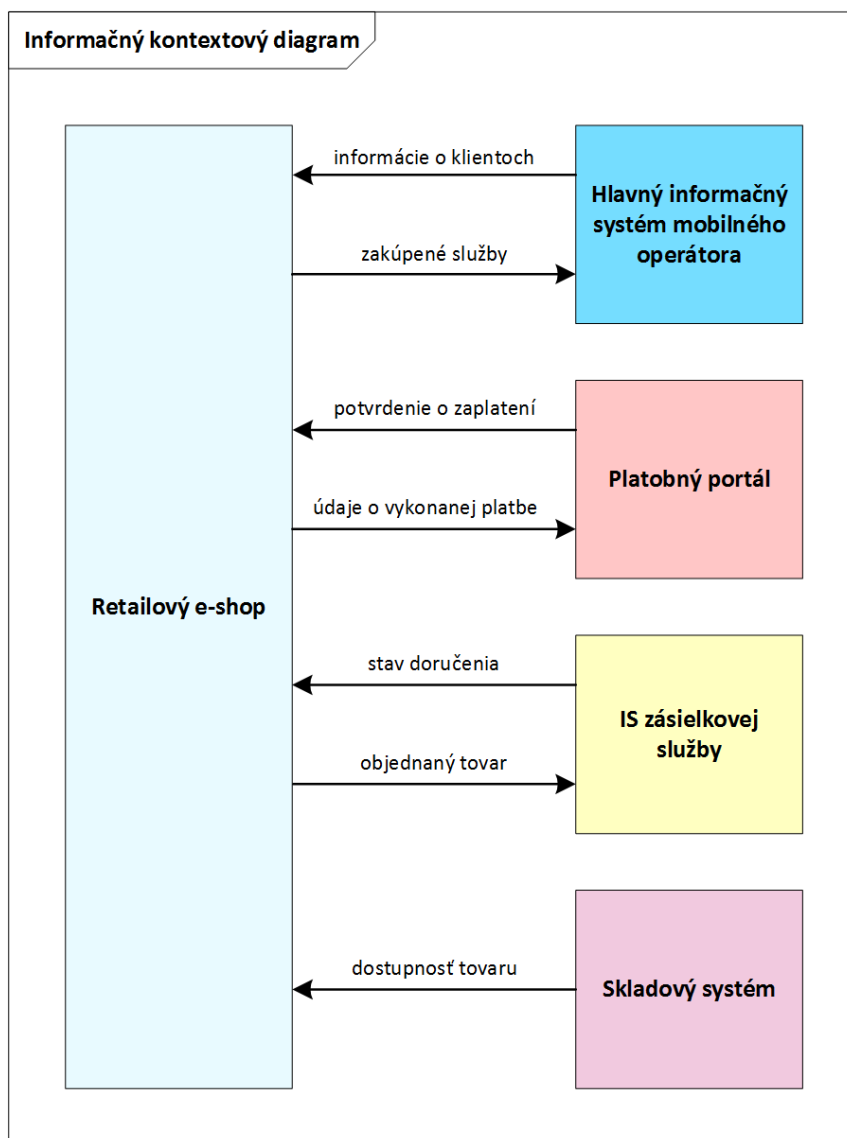 Informačný kontextový diagram
informácie o klientoch
Hlavný informačný
systém mobilného
operátora
zakúpené služby
potvrdenie o zaplatení
Platobný portál
údaje o vykonanej platbe
Retailový e-shop
stav doručenia
IS zásielkovej
služby
objednaný tovar
dostupnosť tovaru
Skladový systém